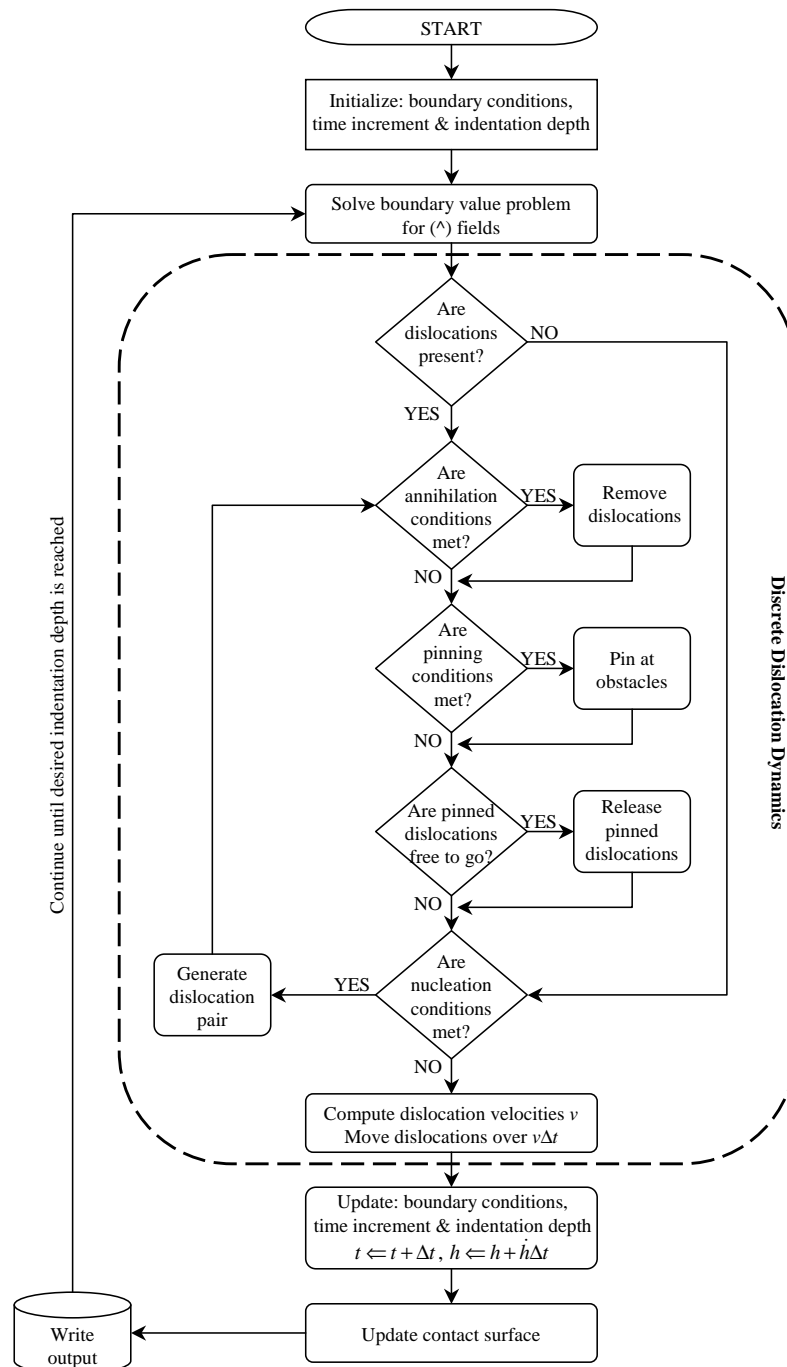 START
Initialize: boundary conditions,
time increment & indentation depth
Solve boundary value problem
for (^) fields
Are
dislocations
present?
NO
YES
Are
annihilation
conditions
met?
YES
Remove
dislocations
NO
Are
pinning
conditions
met?
YES
Pin at
obstacles
NO
Are pinned
dislocations
free to go?
YES
Release
pinned
dislocations
NO
Are
nucleation
conditions
met?
YES
Generate
dislocation
pair
NO
Compute dislocation velocities v
Move dislocations over vΔt
Discrete Dislocation Dynamics
Update: boundary conditions,
time increment & indentation depth
t ⇐ t + Δt , h ⇐ h + ḣΔt
Update contact surface
Write
output
Continue until desired indentation depth is reached